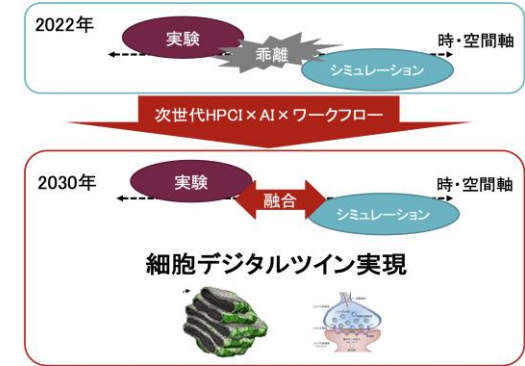 2022年
実験
時・空間軸
乖離
シミュレーション
次世代HPCI×AI×ワークフロー
2030年
実験
時・空間軸
融合
シミュレーション
細胞デジタルツイン実現